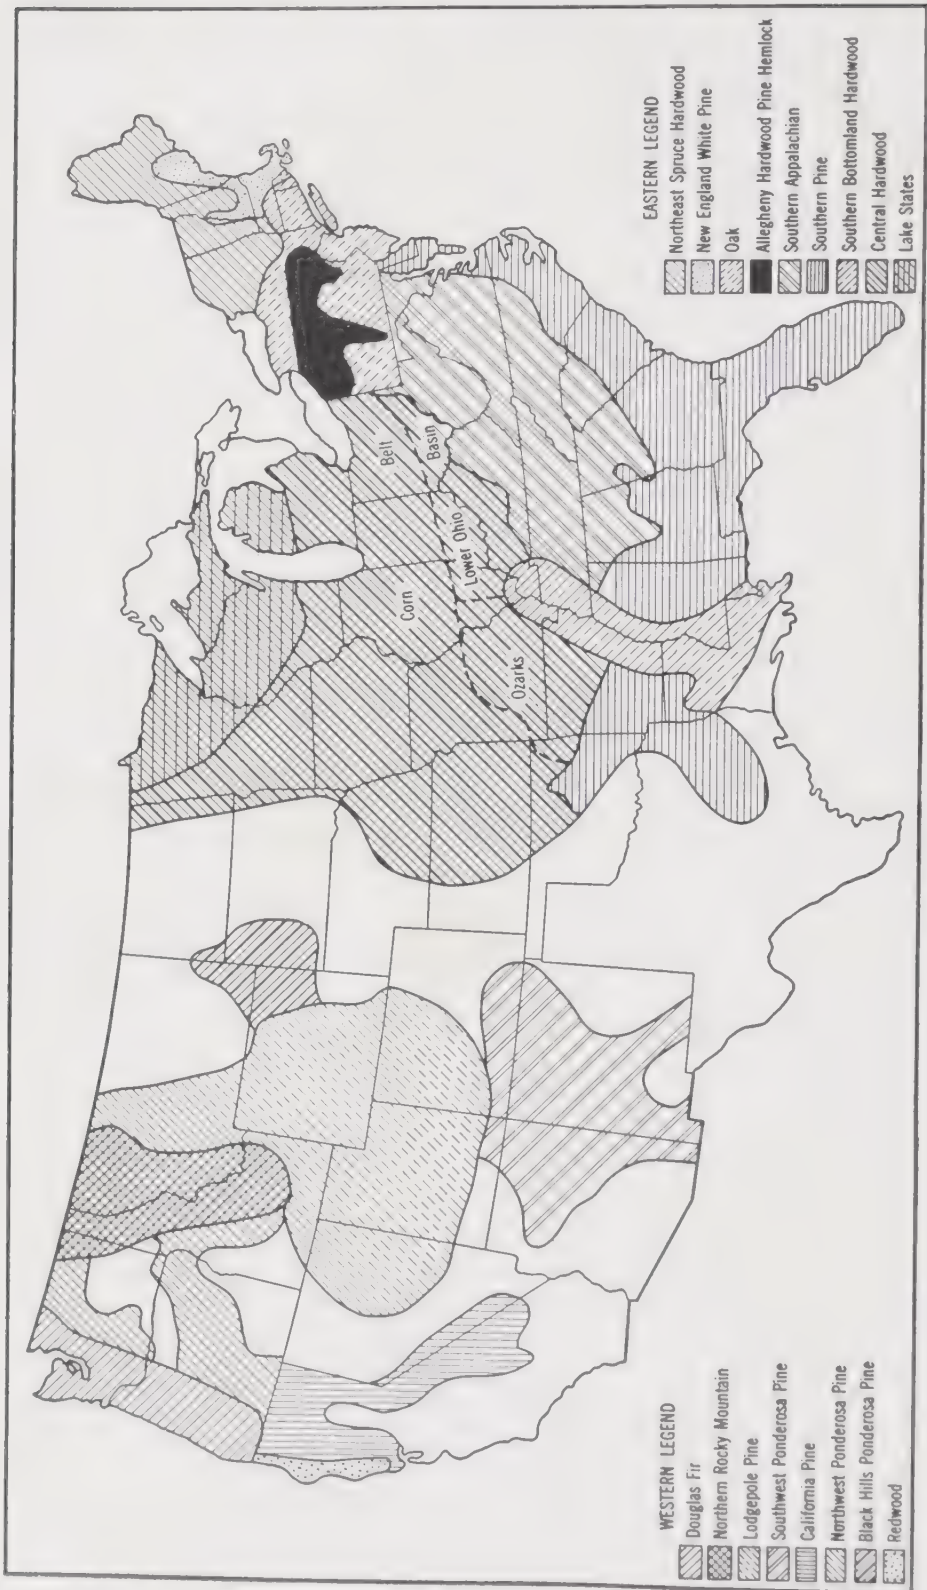 WESTERN LEGEND
Douglas Fir
Northern Rocky Mountain
Lodgepole Pine
Southwest Ponderosa Pine
California Pine
Northwest Ponderosa Pine
Black Hills Ponderosa Pine
Redwood
Corn
Belt
Lower Ohio
Basin
Ozarks
EASTERN LEGEND
Northeast Spruce Hardwood
New England White Pine
Oak
Allegheny Hardwood Pine Hemlock
Southern Appalachian
Southern Pine
Southern Bottomland Hardwood
Central Hardwood
Lake States